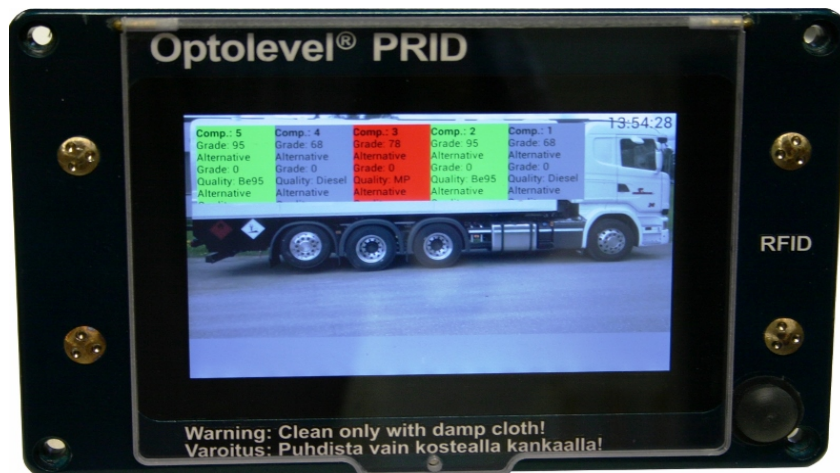 Optolevel® PRID
13:54:28
Comp.: 5
Grade: 95
Alternative
Grade: 0
Quality: Be95
Alternative
Comp.: 4
Grade: 68
Alternative
Grade: 0
Quality: Diesel
Alternative
Comp.: 3
Grade: 78
Alternative
Grade: 0
Quality: MP
Alternative
Comp.: 2
Grade: 95
Alternative
Grade: 0
Quality: Be95
Alternative
Comp.: 1
Grade: 68
Alternative
Grade: 0
Quality: Diesel
Alternative
RFID
Warning: Clean only with damp cloth!
Varoitus: Puhdista vain kostealla kankaalla!